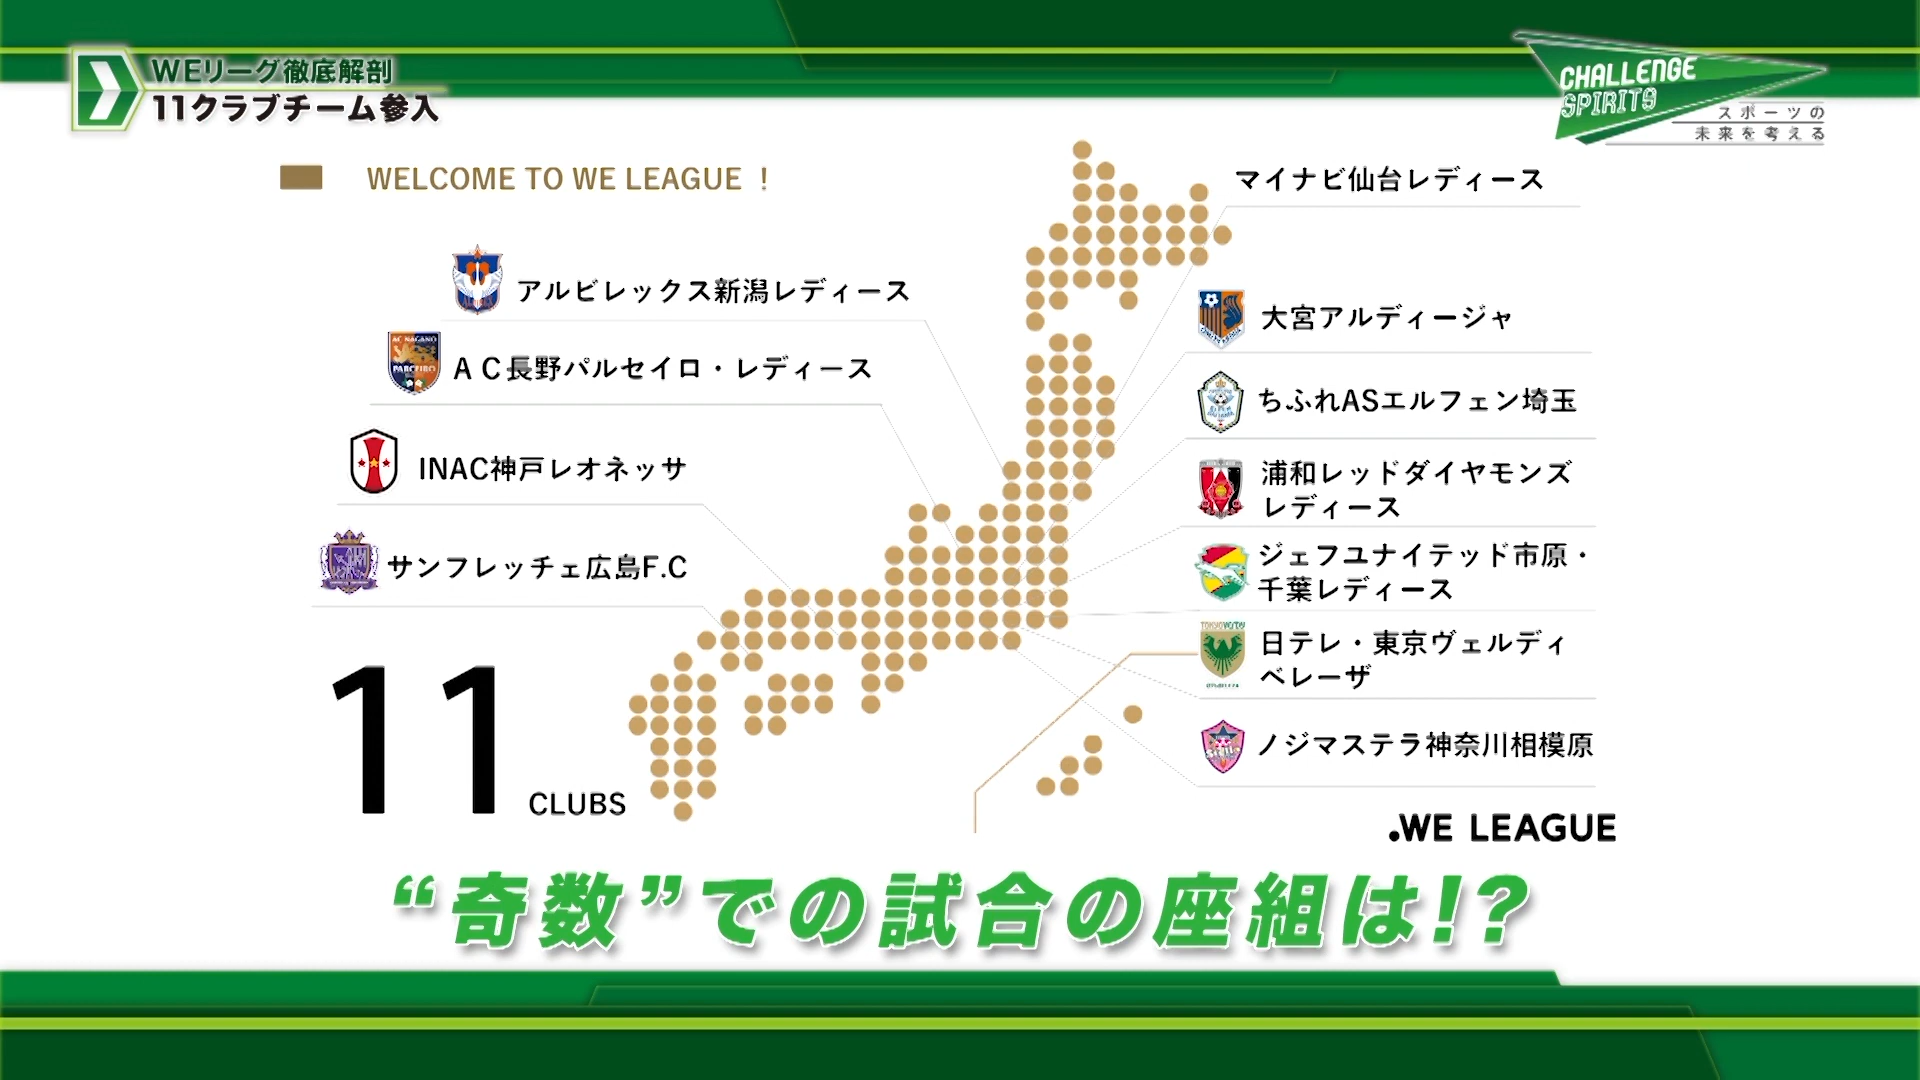 WEリーグ徹底解剖
11クラブチーム参入
CHALLENGE
SPIRITS
スポーツの
未来を考える
WELCOME TO WE LEAGUE !
マイナビ仙台レディース
アルビレックス新潟レディース
大宮アルディージャ
AC長野パルセイロ・レディース
ちふれASエルフェン埼玉
INAC神戸レオネッサ
浦和レッドダイヤモンズ
レディース
サンフレッチェ広島F.C
ジェフユナイテッド市原・
千葉レディース
日テレ・東京ヴェルディ
ベレーザ
ノジマステラ神奈川相模原
11
CLUBS
.WE LEAGUE
“奇数”での試合の座組は!?